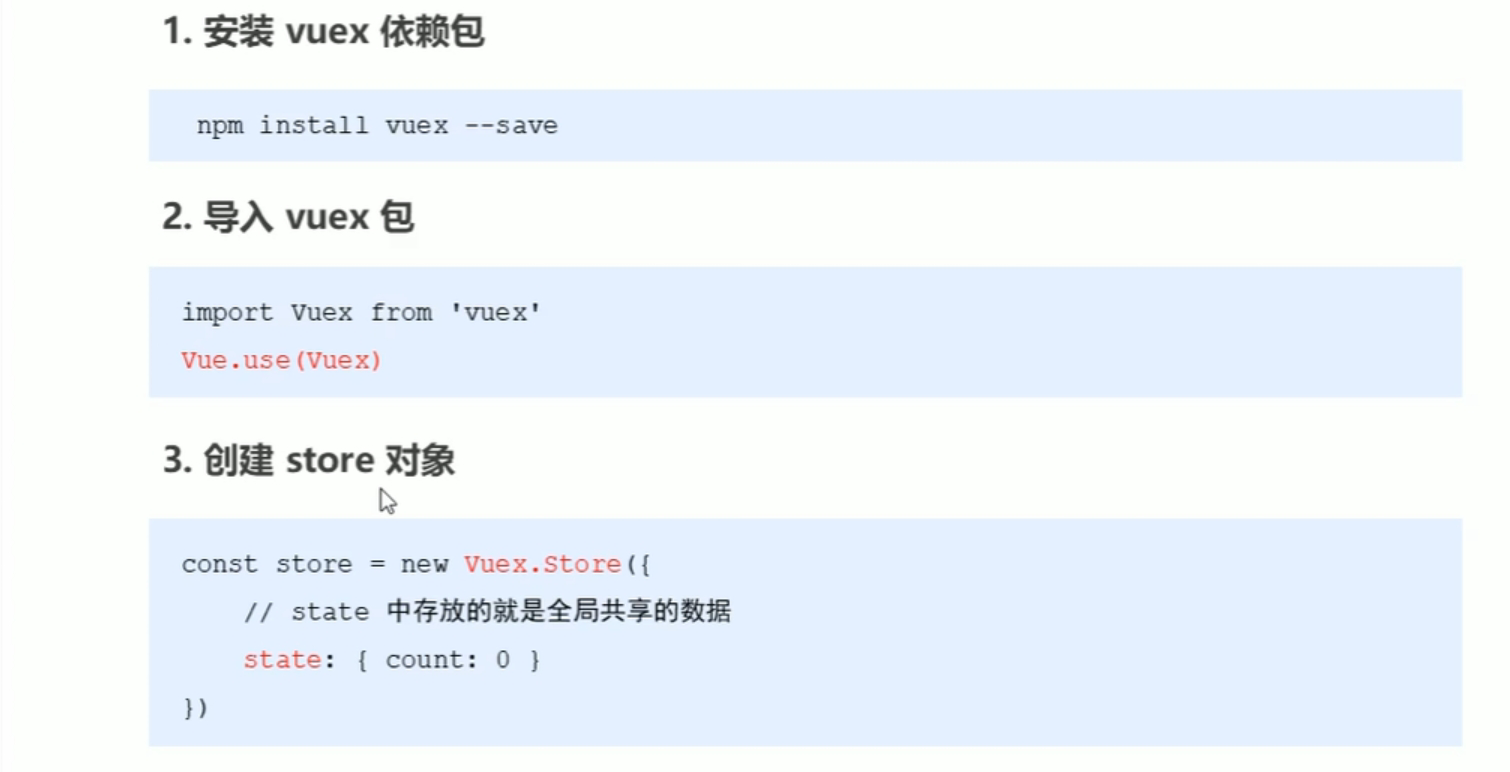 1. 安装 vuex 依赖包
npm install vuex --save
2. 导入 vuex 包
import Vuex from 'vuex'
Vue.use(Vuex)
3. 创建 store 对象
const store = new Vuex.Store({
// state 中存放的就是全局共享的数据
state: { count: 0 }
})